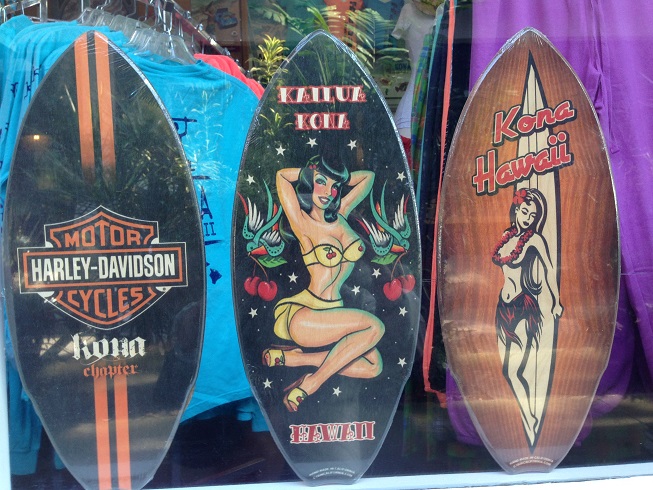 MOTOR
HARLEY-DAVIDSON
CYCLES
Kona
chapter
KAILUA
KONA
HAWAII
Kona
Hawaii